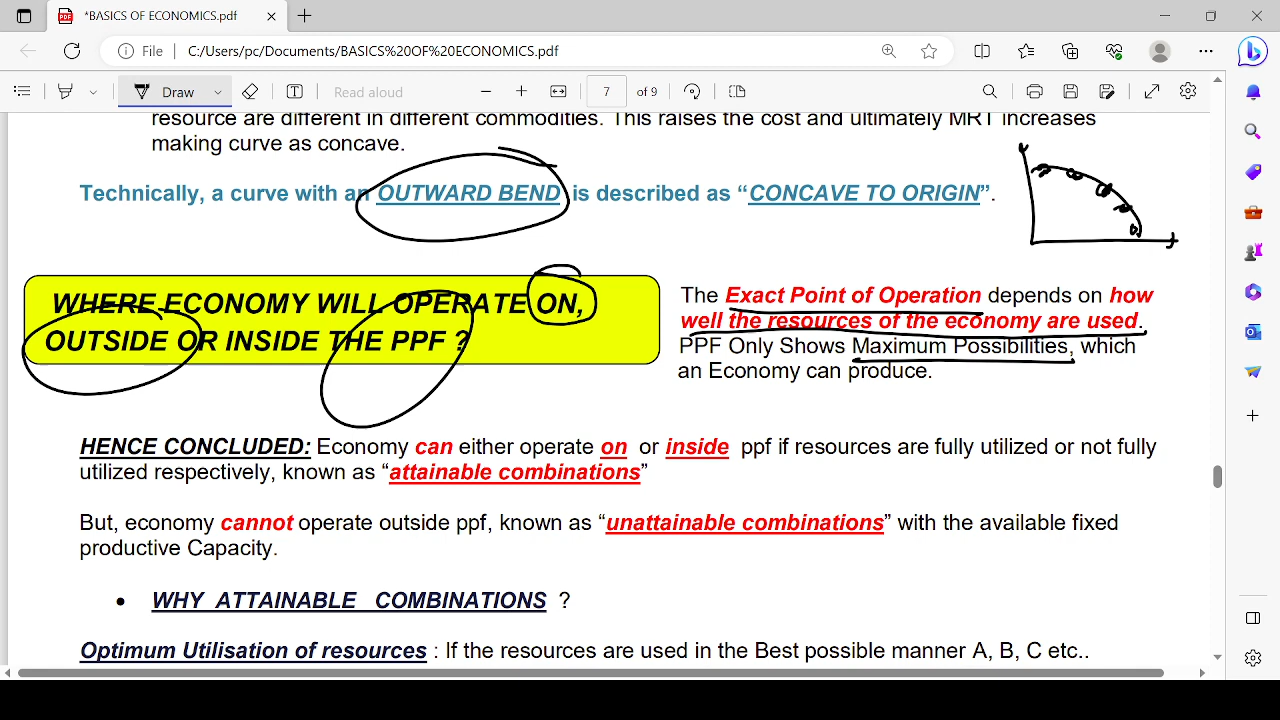 *BASICS OF ECONOMICS.pdf
File
C:/Users/pc/Documents/BASICS%20OF%20ECONOMICS.pdf
Draw
Read aloud
7
of 9
resource are different in different commodities. This raises the cost and ultimately MRT increases
making curve as concave.
Technically, a curve with an OUTWARD BEND is described as “CONCAVE TO ORIGIN”.
WHERE ECONOMY WILL OPERATE ON,
OUTSIDE OR INSIDE THE PPF ?
The Exact Point of Operation depends on how
well the resources of the economy are used.
PPF Only Shows Maximum Possibilities, which
an Economy can produce.
HENCE CONCLUDED: Economy can either operate on or inside ppf if resources are fully utilized or not fully
utilized respectively, known as “attainable combinations”
But, economy cannot operate outside ppf, known as “unattainable combinations” with the available fixed
productive Capacity.
• WHY ATTAINABLE COMBINATIONS ?
Optimum Utilisation of resources : If the resources are used in the Best possible manner A, B, C etc..